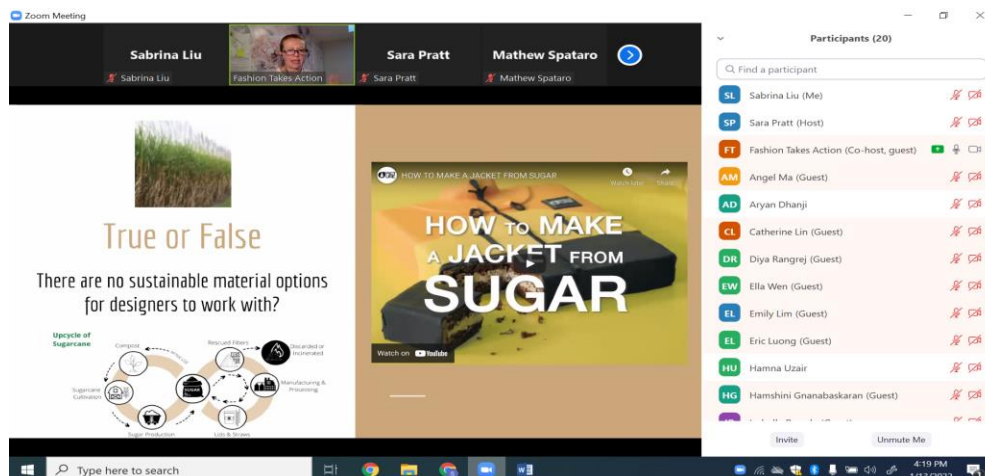 Zoom Meeting
Sabrina Liu
Sabrina Liu
Fashion Takes Action
Sara Pratt
Sara Pratt
Mathew Spataro
Mathew Spataro
True or False
There are no sustainable material options
for designers to work with?
Upcycle of
Sugarcane
Compost
Rescued Fibers
Discarded or
Incinerated
Sugarcane
Cultivation
SUGAR
Manufacturing &
Processing
Sugar Production
Lids & Straws
HOW TO MAKE A JACKET FROM SUGAR
Watch later
Share
HOW TO MAKE
A JACKET FROM
SUGAR
Watch on YouTube
Participants (20)
Find a participant
SL Sabrina Liu (Me)
SP Sara Pratt (Host)
FT Fashion Takes Action (Co-host, guest)
AM Angel Ma (Guest)
AD Aryan Dhanji
CL Catherine Lin (Guest)
DR Diya Rangrej (Guest)
EW Ella Wen (Guest)
EL Emily Lim (Guest)
EL Eric Luong (Guest)
HU Hamna Uzair
HG Hamshini Gnanabaskaran (Guest)
Invite
Unmute Me
Type here to search
4:19 PM